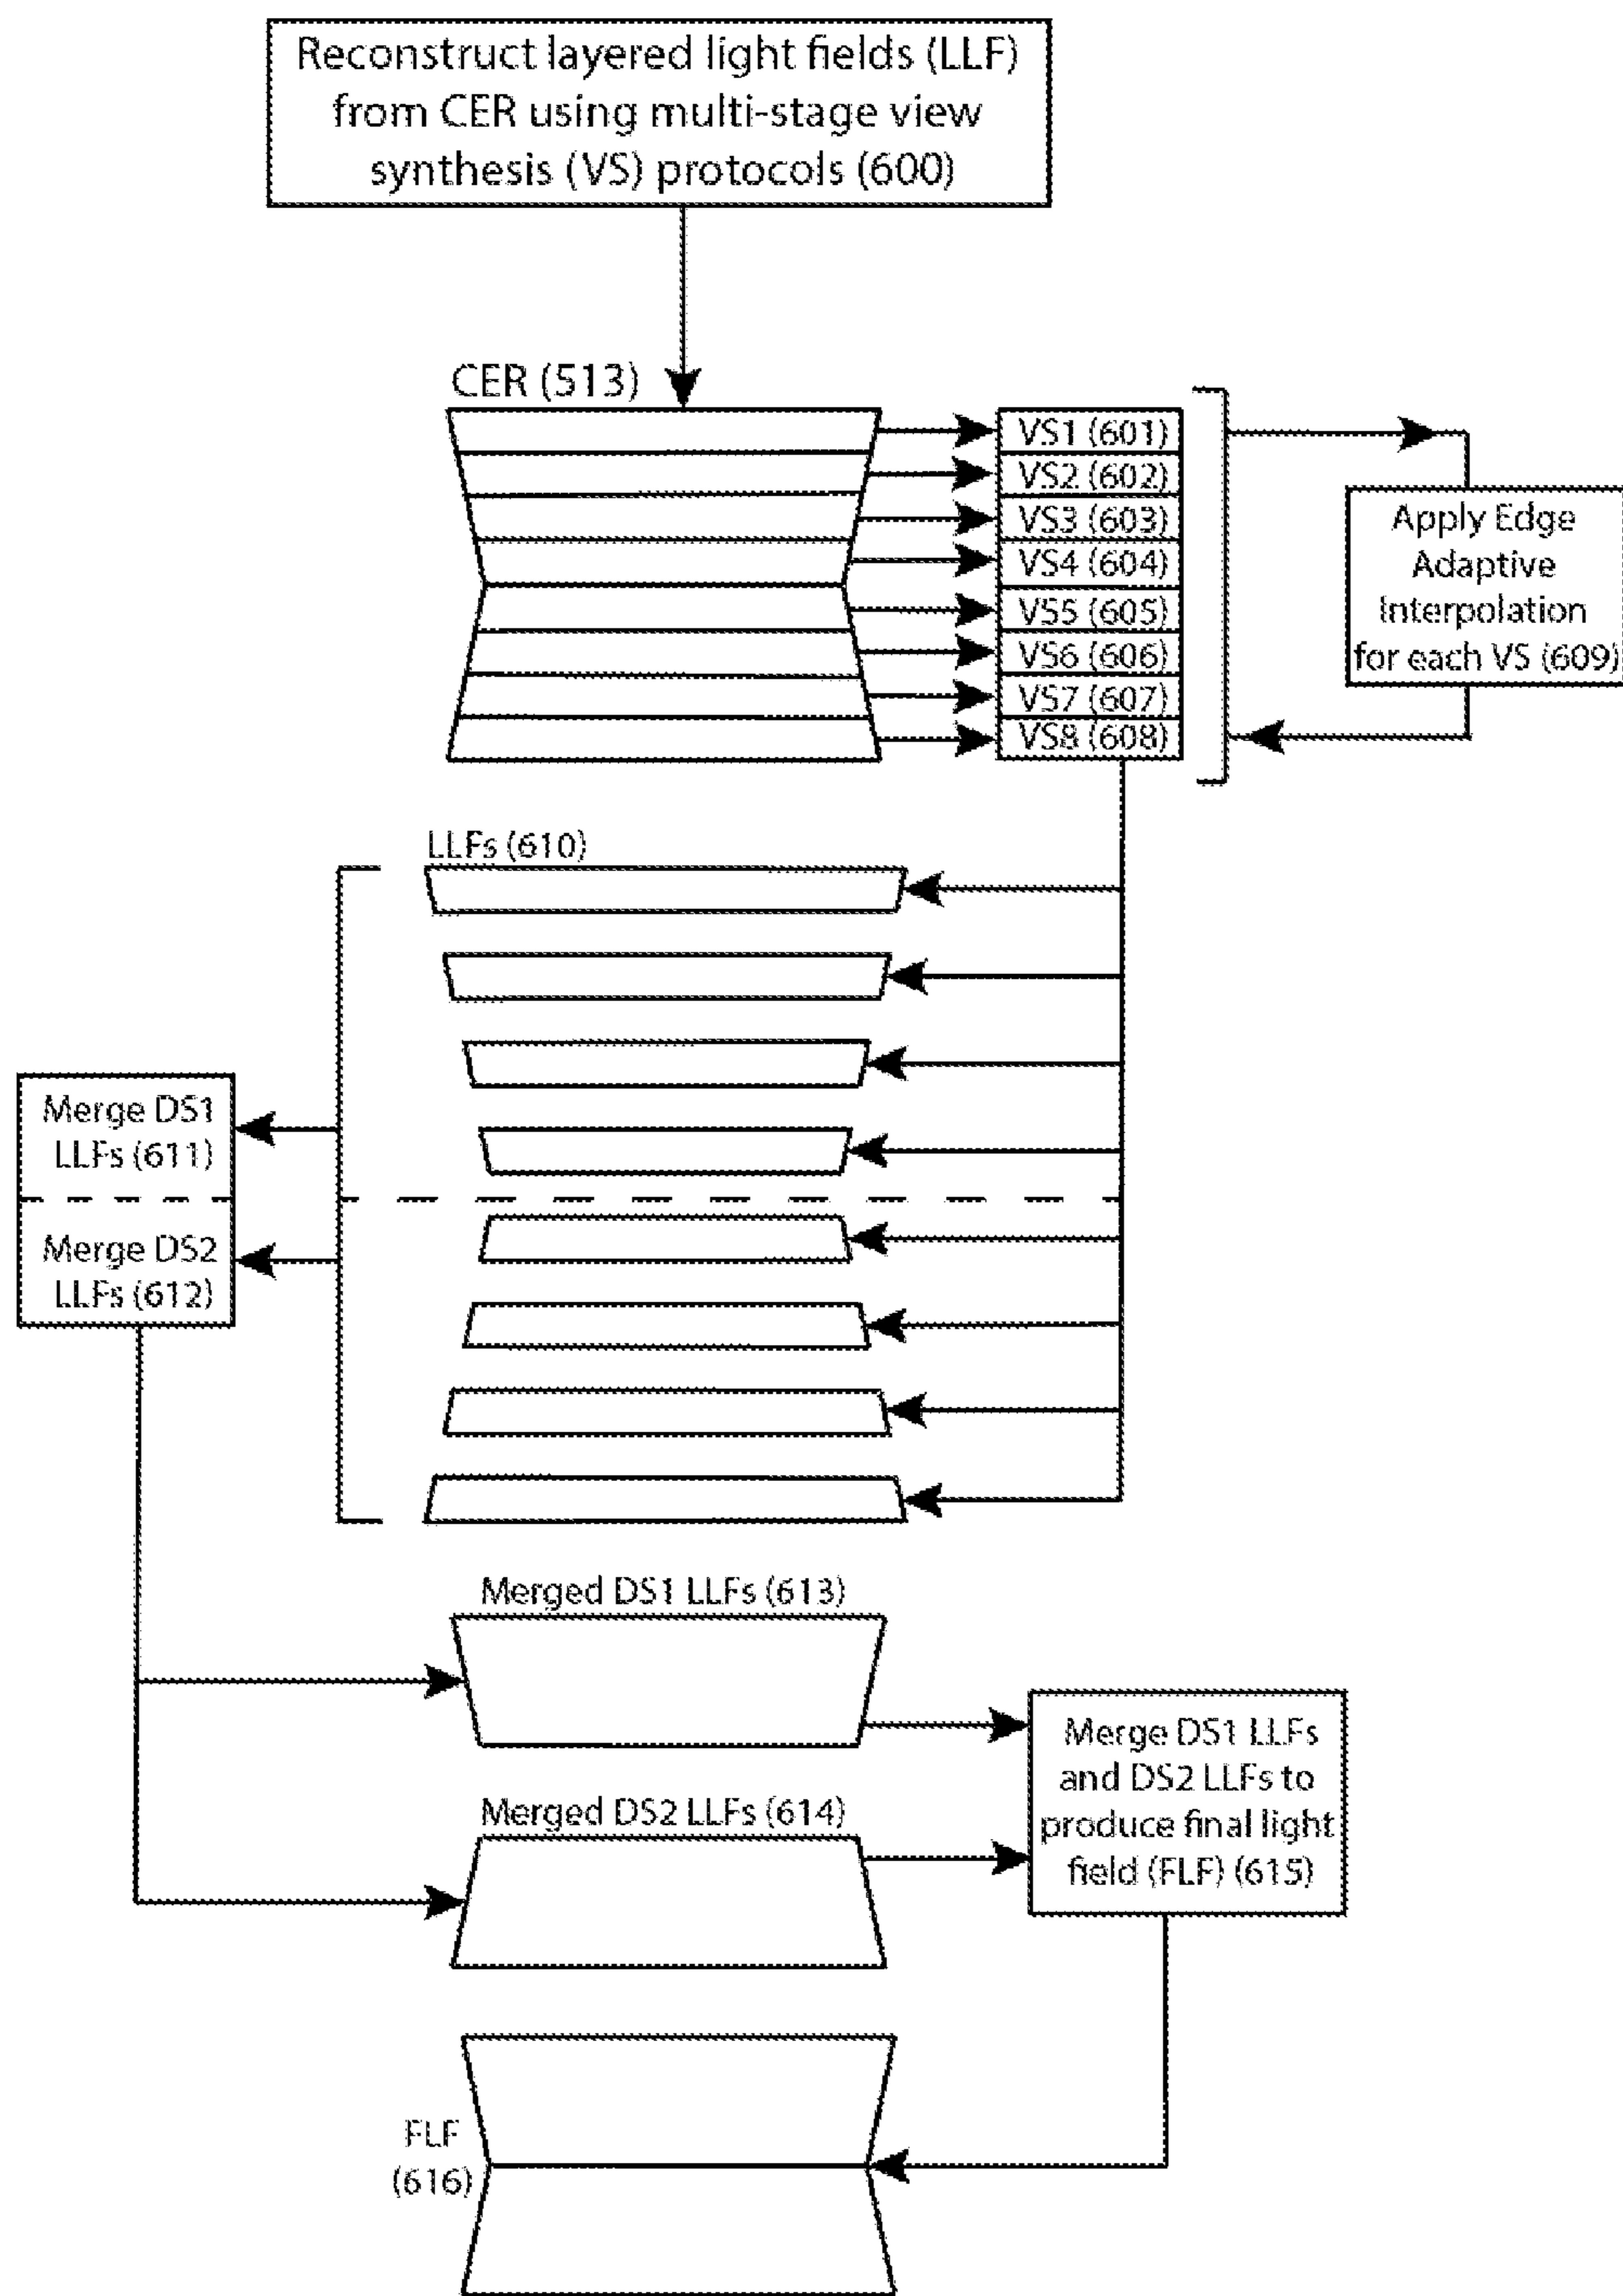 Reconstruct layered light fields (LLF)
from CER using multi-stage view
synthesis (VS) protocols (600)
CER (513)
VS1 (601)
VS2 (602)
VS3 (603)
VS4 (604)
VS5 (605)
VS6 (606)
VS7 (607)
VS8 (608)
Apply Edge
Adaptive
Interpolation
for each VS (609)
LLFs (610)
Merge DS1
LLFs (611)
Merge DS2
LLFs (612)
Merged DS1 LLFs (613)
Merged DS2 LLFs (614)
Merge DS1 LLFs
and DS2 LLFs to
produce final light
field (FLF) (615)
FLF
(616)